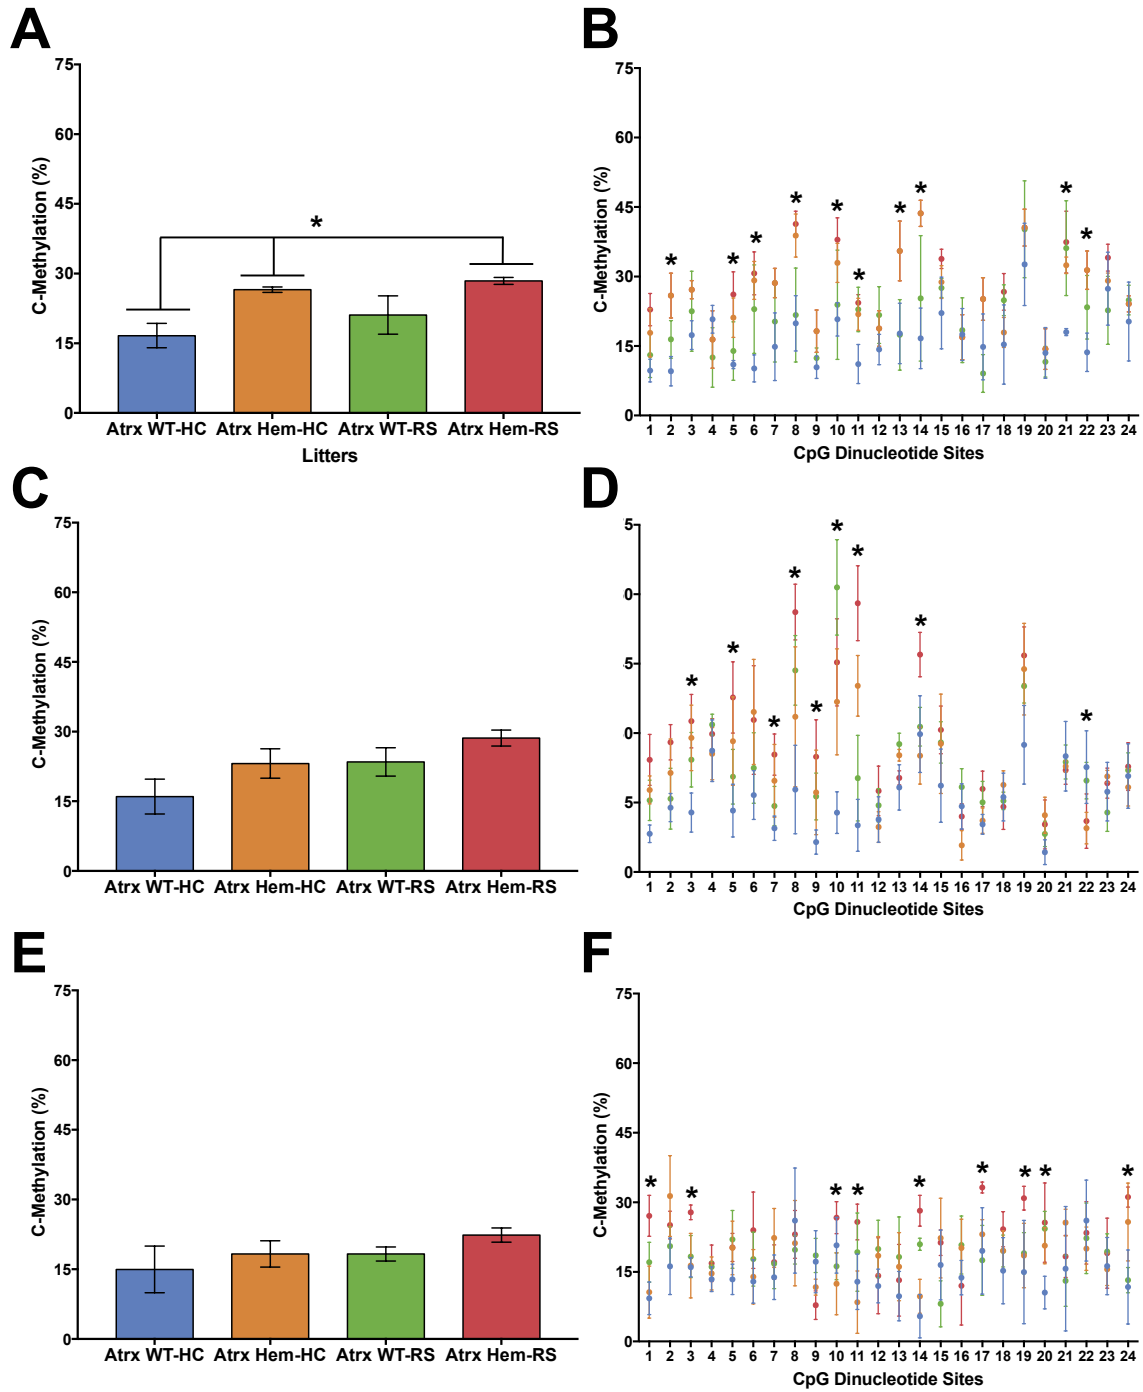 A
C-Methylation (%)
75
60
45
30
15
0
*
Atrx WT-HC Atrx Hem-HC Atrx WT-RS Atrx Hem-RS
Litters
B
C-Methylation (%)
75
60
45
30
15
0
* * * * * * * * * *
1 2 3 4 5 6 7 8 9 10 11 12 13 14 15 16 17 18 19 20 21 22 23 24
CpG Dinucleotide Sites
C
C-Methylation (%)
75
60
45
30
15
0
Atrx WT-HC Atrx Hem-HC Atrx WT-RS Atrx Hem-RS
D
5
0
5
0
5
0
* * * * * * * * *
1 2 3 4 5 6 7 8 9 10 11 12 13 14 15 16 17 18 19 20 21 22 23 24
CpG Dinucleotide Sites
E
C-Methylation (%)
75
60
45
30
15
0
Atrx WT-HC Atrx Hem-HC Atrx WT-RS Atrx Hem-RS
F
C-Methylation (%)
75
60
45
30
15
0
* * * * * * * * *
1 2 3 4 5 6 7 8 9 10 11 12 13 14 15 16 17 18 19 20 21 22 23 24
CpG Dinucleotide Sites